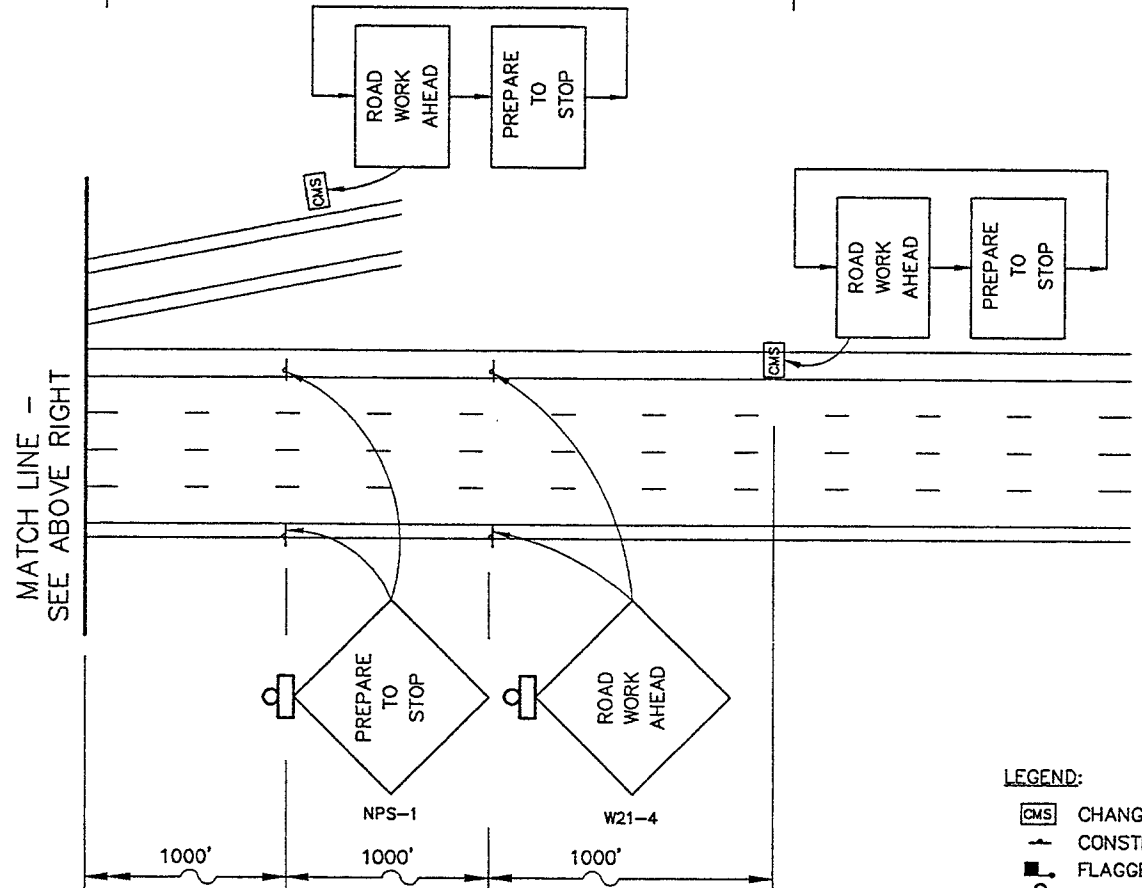 ROAD
WORK
AHEAD
PREPARE
TO
STOP
CMS
ROAD
WORK
AHEAD
PREPARE
TO
STOP
CMS
MATCH LINE –
SEE ABOVE RIGHT
PREPARE
TO
STOP
NPS-1
ROAD
WORK
AHEAD
W21-4
1000'
1000'
1000'
LEGEND:
CMS CHANG
CONST
FLAGGE